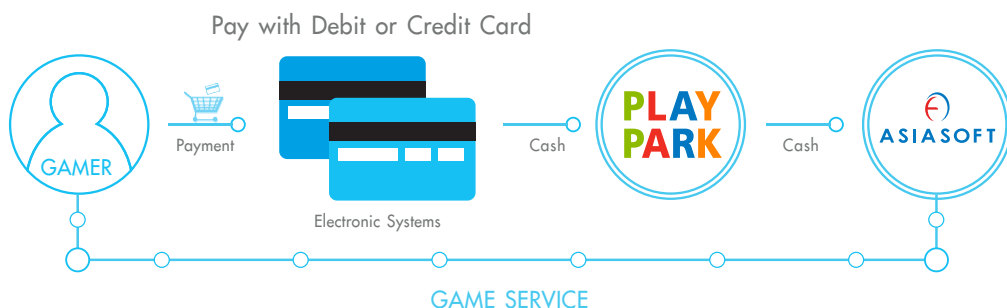 Pay with Debit or Credit Card
GAMER
Payment
Electronic Systems
Cash
PLAY
PARK
Cash
ASIASOFT
GAME SERVICE